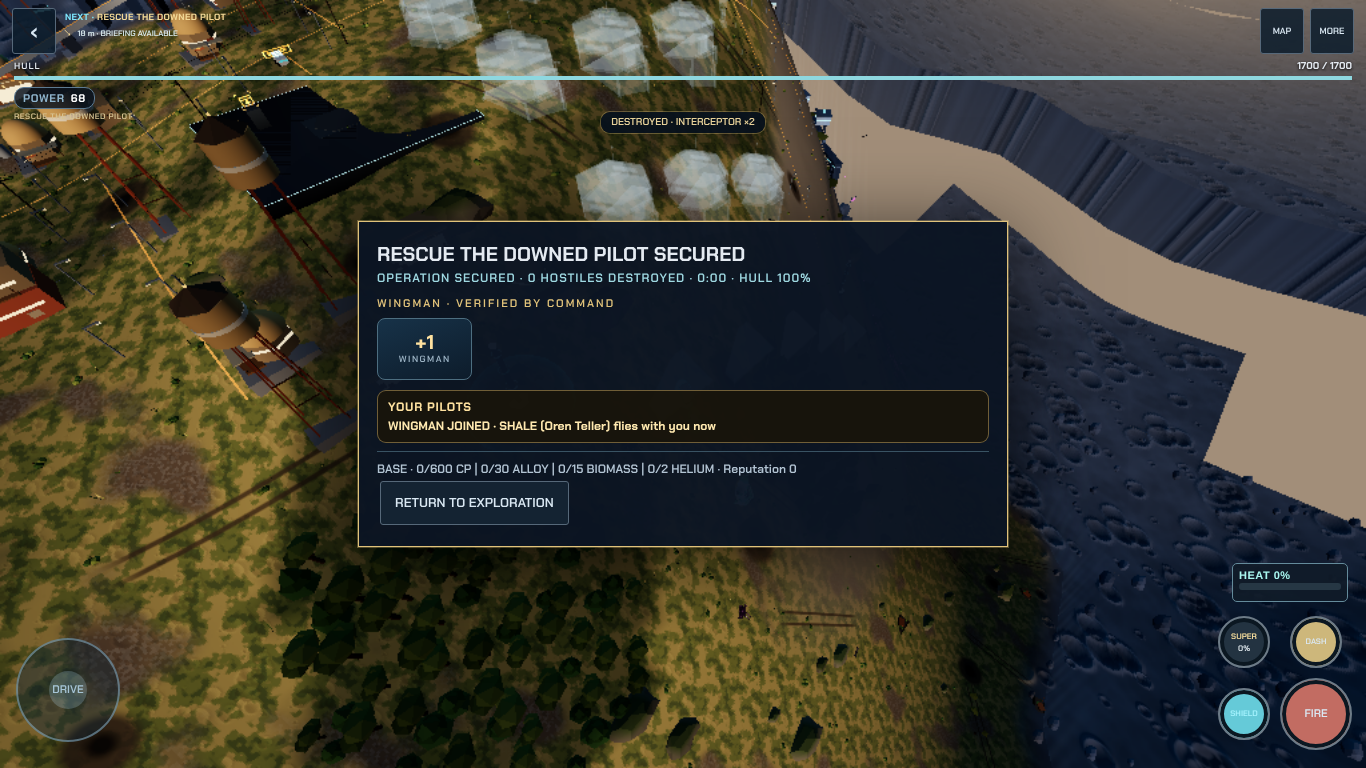 <
NEXT · RESCUE THE DOWNED PILOT
18 m · BRIEFING AVAILABLE
MAP
MORE
HULL
1700 / 1700
POWER 68
RESCUE THE DOWNED PILOT
DESTROYED · INTERCEPTOR ×2
RESCUE THE DOWNED PILOT SECURED
OPERATION SECURED · 0 HOSTILES DESTROYED · 0:00 · HULL 100%
WINGMAN · VERIFIED BY COMMAND
+1
WINGMAN
YOUR PILOTS
WINGMAN JOINED · SHALE (Oren Teller) flies with you now
BASE · 0/600 CP | 0/30 ALLOY | 0/15 BIOMASS | 0/2 HELIUM · Reputation 0
RETURN TO EXPLORATION
HEAT 0%
SUPER
0%
DASH
DRIVE
SHIELD
FIRE